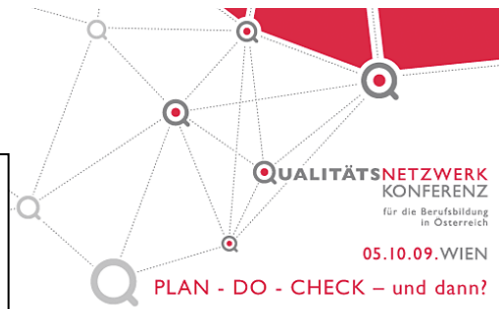 QUALITÄTSNETZWERK
KONFERENZ
für die Berufsbildung
in Österreich
05.10.09.WIEN
PLAN - DO - CHECK – und dann?